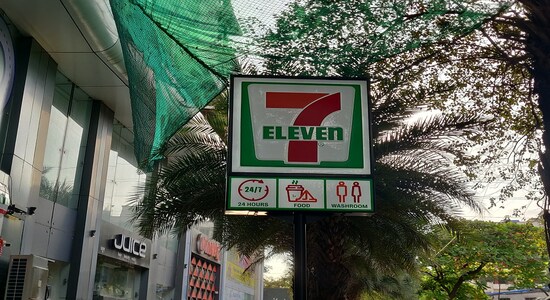 7
ELEVEN
24/7
24 HOURS
FOOD
WASHROOM
JUICE